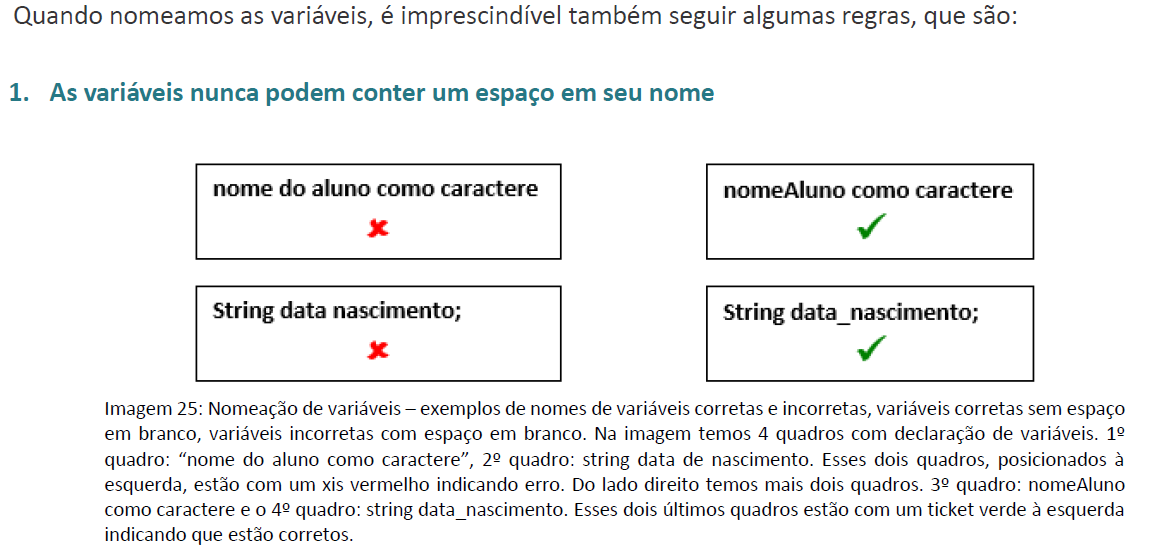 Quando nomeamos as variáveis, é imprescindível também seguir algumas regras, que são:
1. As variáveis nunca podem conter um espaço em seu nome
nome do aluno como caractere
nomeAluno como caractere
String data nascimento;
String data_nascimento;
Imagem 25: Nomeação de variáveis – exemplos de nomes de variáveis corretas e incorretas, variáveis corretas sem espaço
em branco, variáveis incorretas com espaço em branco. Na imagem temos 4 quadros com declaração de variáveis. 1º
quadro: “nome do aluno como caractere”, 2º quadro: string data de nascimento. Esses dois quadros, posicionados à
esquerda, estão com um xis vermelho indicando erro. Do lado direito temos mais dois quadros. 3º quadro: nomeAluno
como caractere e o 4º quadro: string data_nascimento. Esses dois últimos quadros estão com um ticket verde à esquerda
indicando que estão corretos.